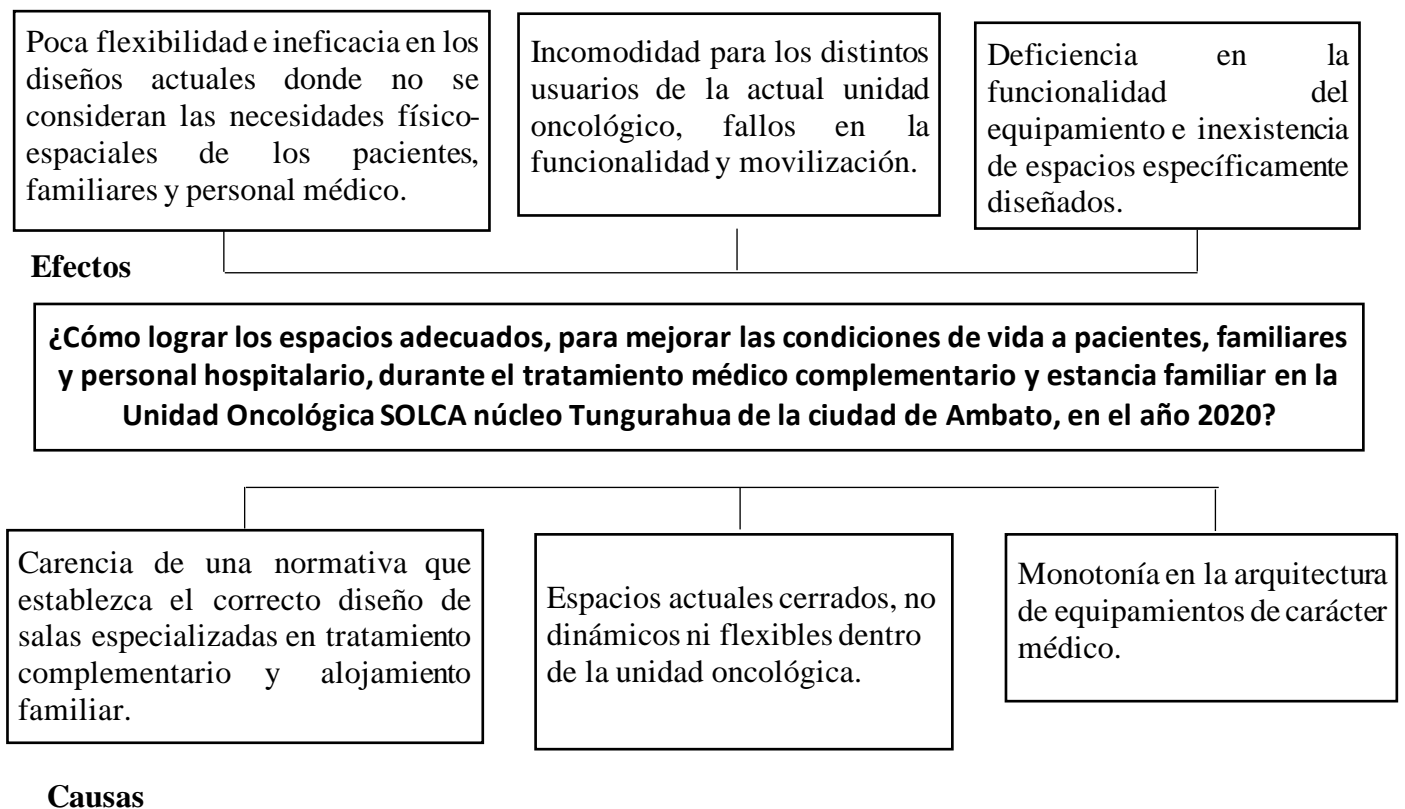 Poca flexibilidad e ineficacia en los
diseños actuales donde no se
consideran las necesidades físico-
espaciales de los pacientes,
familiares y personal médico.
Incomodidad para los distintos
usuarios de la actual unidad
oncológico, fallos en la
funcionalidad y movilización.
Deficiencia en la
funcionalidad del
equipamiento e inexistencia
de espacios específicamente
diseñados.
Efectos
¿Cómo lograr los espacios adecuados, para mejorar las condiciones de vida a pacientes, familiares
y personal hospitalario, durante el tratamiento médico complementario y estancia familiar en la
Unidad Oncológica SOLCA núcleo Tungurahua de la ciudad de Ambato, en el año 2020?
Carencia de una normativa que
establezca el correcto diseño de
salas especializadas en tratamiento
complementario y alojamiento
familiar.
Espacios actuales cerrados, no
dinámicos ni flexibles dentro
de la unidad oncológica.
Monotonía en la arquitectura
de equipamientos de carácter
médico.
Causas